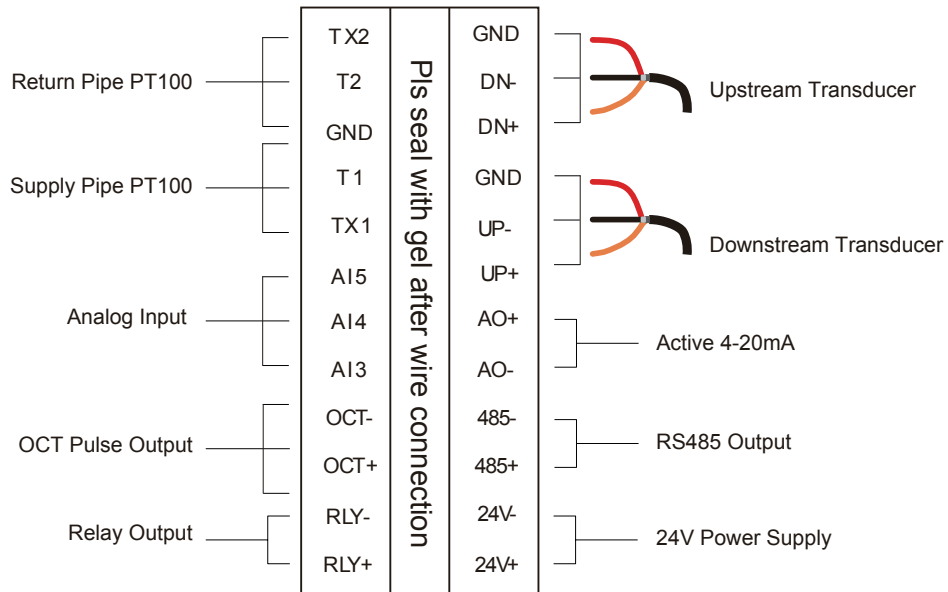 Return Pipe PT100
Supply Pipe PT100
Analog Input
OCT Pulse Output
Relay Output
TX2
T2
GND
T1
TX1
AI5
AI4
AI3
OCT-
OCT+
RLY-
RLY+
Pls seal with gel after wire connection
GND
DN-
DN+
GND
UP-
UP+
AO+
AO-
485-
485+
24V-
24V+
Upstream Transducer
Downstream Transducer
Active 4-20mA
RS485 Output
24V Power Supply